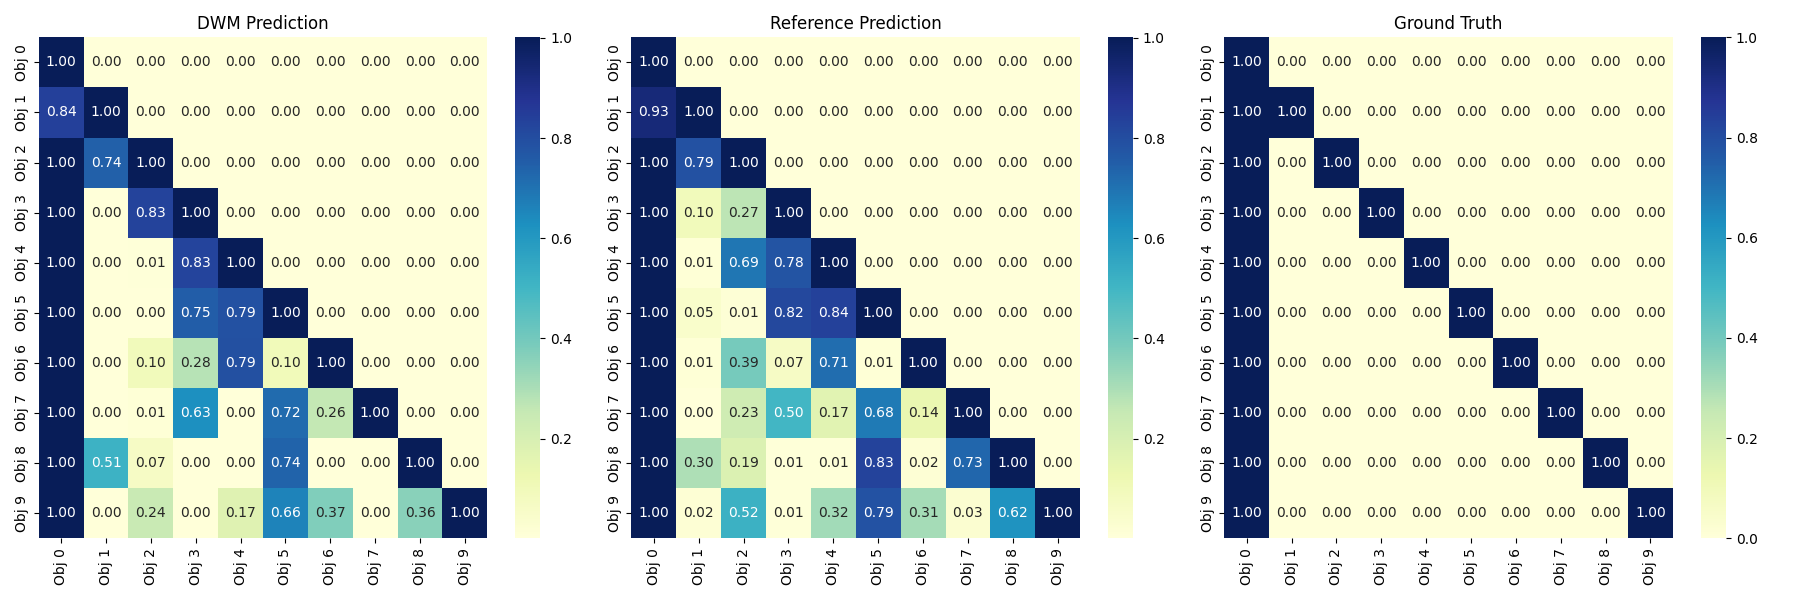 DWM Prediction
Obj 0 1.00 0.00 0.00 0.00 0.00 0.00 0.00 0.00 0.00 0.00
Obj 1 0.84 1.00 0.00 0.00 0.00 0.00 0.00 0.00 0.00 0.00
Obj 2 1.00 0.74 1.00 0.00 0.00 0.00 0.00 0.00 0.00 0.00
Obj 3 1.00 0.00 0.83 1.00 0.00 0.00 0.00 0.00 0.00 0.00
Obj 4 1.00 0.00 0.01 0.83 1.00 0.00 0.00 0.00 0.00 0.00
Obj 5 1.00 0.00 0.00 0.75 0.79 1.00 0.00 0.00 0.00 0.00
Obj 6 1.00 0.00 0.10 0.28 0.79 0.10 1.00 0.00 0.00 0.00
Obj 7 1.00 0.00 0.01 0.63 0.00 0.72 0.26 1.00 0.00 0.00
Obj 8 1.00 0.51 0.07 0.00 0.00 0.74 0.00 0.00 1.00 0.00
Obj 9 1.00 0.00 0.24 0.00 0.17 0.66 0.37 0.00 0.36 1.00
Obj 0 Obj 1 Obj 2 Obj 3 Obj 4 Obj 5 Obj 6 Obj 7 Obj 8 Obj 9
1.0
0.8
0.6
0.4
0.2
Reference Prediction
Obj 0 1.00 0.00 0.00 0.00 0.00 0.00 0.00 0.00 0.00 0.00
Obj 1 0.93 1.00 0.00 0.00 0.00 0.00 0.00 0.00 0.00 0.00
Obj 2 1.00 0.79 1.00 0.00 0.00 0.00 0.00 0.00 0.00 0.00
Obj 3 1.00 0.10 0.27 1.00 0.00 0.00 0.00 0.00 0.00 0.00
Obj 4 1.00 0.01 0.69 0.78 1.00 0.00 0.00 0.00 0.00 0.00
Obj 5 1.00 0.05 0.01 0.82 0.84 1.00 0.00 0.00 0.00 0.00
Obj 6 1.00 0.01 0.39 0.07 0.71 0.01 1.00 0.00 0.00 0.00
Obj 7 1.00 0.00 0.23 0.50 0.17 0.68 0.14 1.00 0.00 0.00
Obj 8 1.00 0.30 0.19 0.01 0.01 0.83 0.02 0.73 1.00 0.00
Obj 9 1.00 0.02 0.52 0.01 0.32 0.79 0.31 0.03 0.62 1.00
Obj 0 Obj 1 Obj 2 Obj 3 Obj 4 Obj 5 Obj 6 Obj 7 Obj 8 Obj 9
1.0
0.8
0.6
0.4
0.2
Ground Truth
Obj 0 1.00 0.00 0.00 0.00 0.00 0.00 0.00 0.00 0.00 0.00
Obj 1 1.00 1.00 0.00 0.00 0.00 0.00 0.00 0.00 0.00 0.00
Obj 2 1.00 0.00 1.00 0.00 0.00 0.00 0.00 0.00 0.00 0.00
Obj 3 1.00 0.00 0.00 1.00 0.00 0.00 0.00 0.00 0.00 0.00
Obj 4 1.00 0.00 0.00 0.00 1.00 0.00 0.00 0.00 0.00 0.00
Obj 5 1.00 0.00 0.00 0.00 0.00 1.00 0.00 0.00 0.00 0.00
Obj 6 1.00 0.00 0.00 0.00 0.00 0.00 1.00 0.00 0.00 0.00
Obj 7 1.00 0.00 0.00 0.00 0.00 0.00 0.00 1.00 0.00 0.00
Obj 8 1.00 0.00 0.00 0.00 0.00 0.00 0.00 0.00 1.00 0.00
Obj 9 1.00 0.00 0.00 0.00 0.00 0.00 0.00 0.00 0.00 1.00
Obj 0 Obj 1 Obj 2 Obj 3 Obj 4 Obj 5 Obj 6 Obj 7 Obj 8 Obj 9
1.0
0.8
0.6
0.4
0.2
0.0